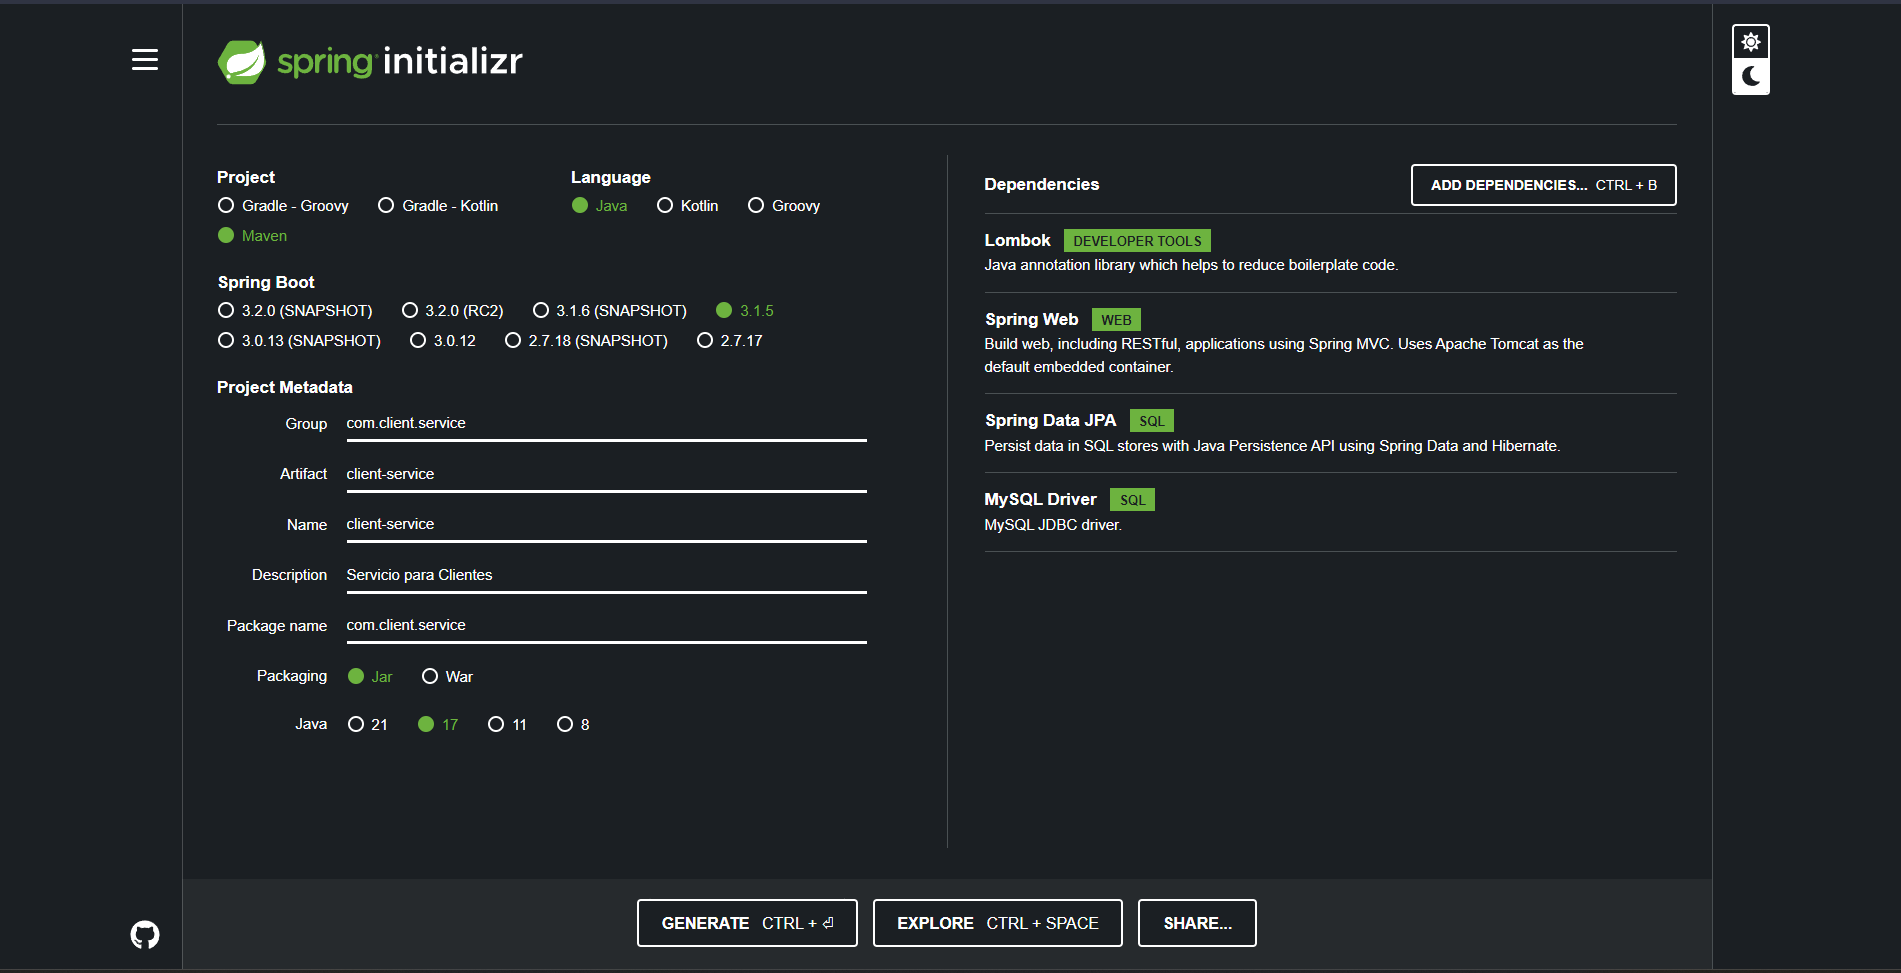 spring initializr
Project
Gradle - Groovy Gradle - Kotlin
Maven
Language
Java Kotlin Groovy
Spring Boot
3.2.0 (SNAPSHOT) 3.2.0 (RC2) 3.1.6 (SNAPSHOT) 3.1.5
3.0.13 (SNAPSHOT) 3.0.12 2.7.18 (SNAPSHOT) 2.7.17
Project Metadata
Group com.client.service
Artifact client-service
Name client-service
Description Servicio para Clientes
Package name com.client.service
Packaging Jar War
Java 21 17 11 8
Dependencies ADD DEPENDENCIES... CTRL + B
Lombok DEVELOPER TOOLS
Java annotation library which helps to reduce boilerplate code.
Spring Web WEB
Build web, including RESTful, applications using Spring MVC. Uses Apache Tomcat as the
default embedded container.
Spring Data JPA SQL
Persist data in SQL stores with Java Persistence API using Spring Data and Hibernate.
MySQL Driver SQL
MySQL JDBC driver.
GENERATE CTRL + ⏎ EXPLORE CTRL + SPACE SHARE...